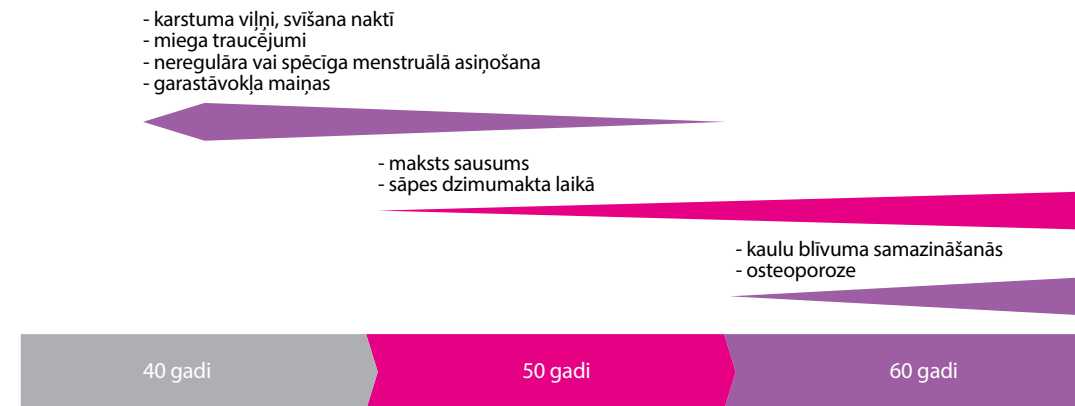 - karstuma viļņi, svīšana naktī
- miega traucējumi
- neregulāra vai spēcīga menstruālā asiņošana
- garastāvokļa maiņas
- maksts sausums
- sāpes dzimumakta laikā
- kaulu blīvuma samazināšanās
- osteoporoze
40 gadi
50 gadi
60 gadi